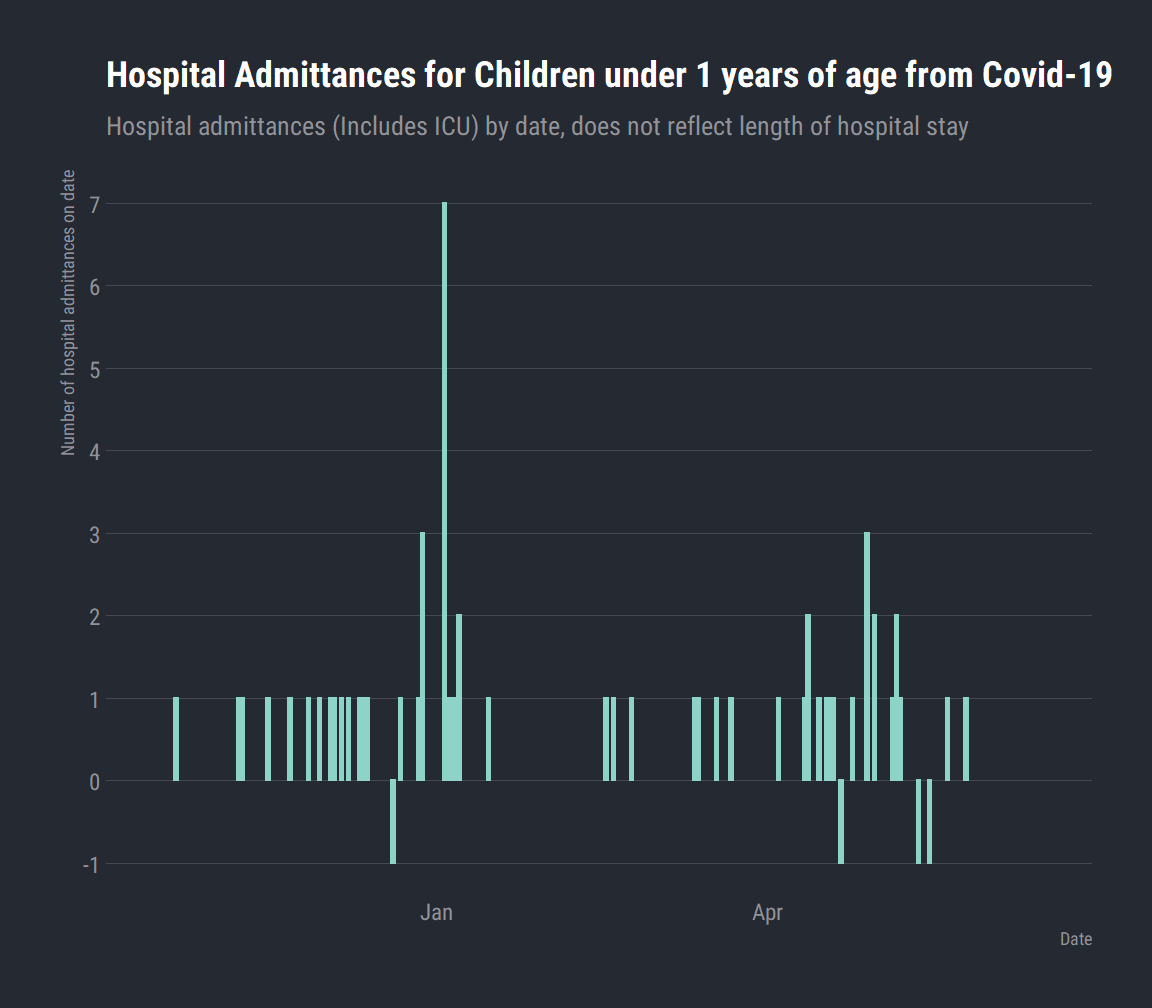 Hospital Admittances for Children under 1 years of age from Covid-19
Hospital admittances (Includes ICU) by date, does not reflect length of hospital stay
Number of hospital admittances on date
7
6
5
4
3
2
1
0
-1
Jan
Apr
Date